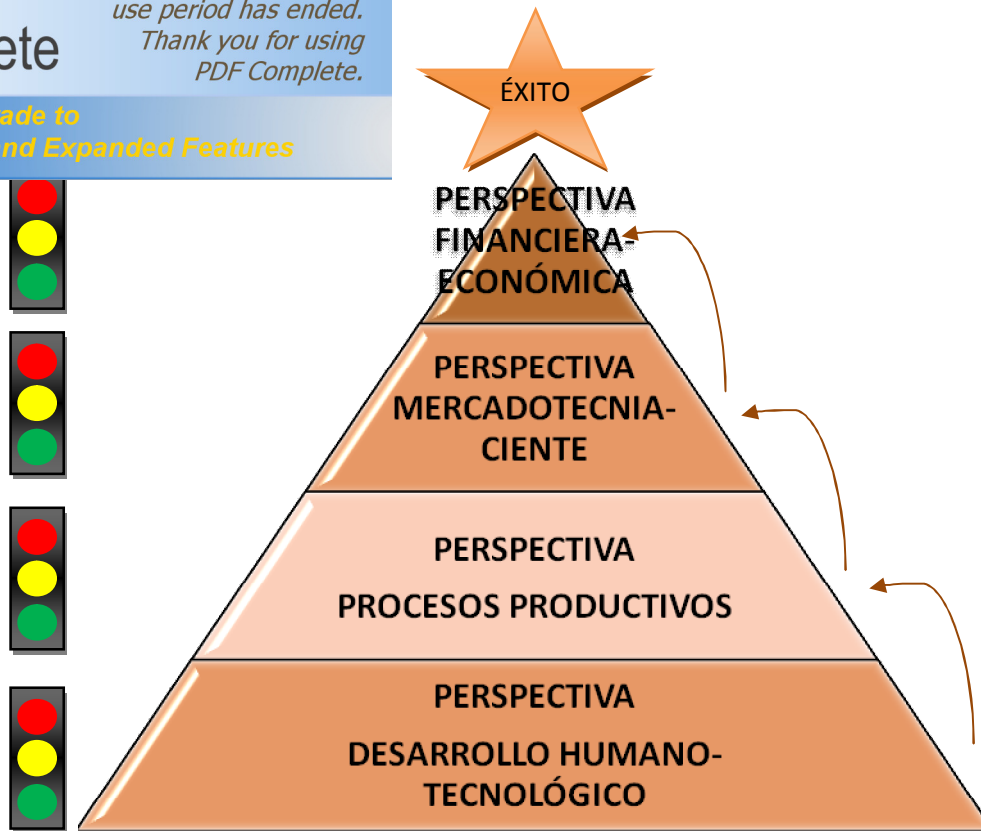 use period has ended.
Thank you for using
PDF Complete.
ete
ade to
nd Expanded Features
ÉXITO
PERSPECTIVA
FINANCIERA-
ECONÓMICA
PERSPECTIVA
MERCADOTECNIA-
CIENTE
PERSPECTIVA
PROCESOS PRODUCTIVOS
PERSPECTIVA
DESARROLLO HUMANO-
TECNOLÓGICO